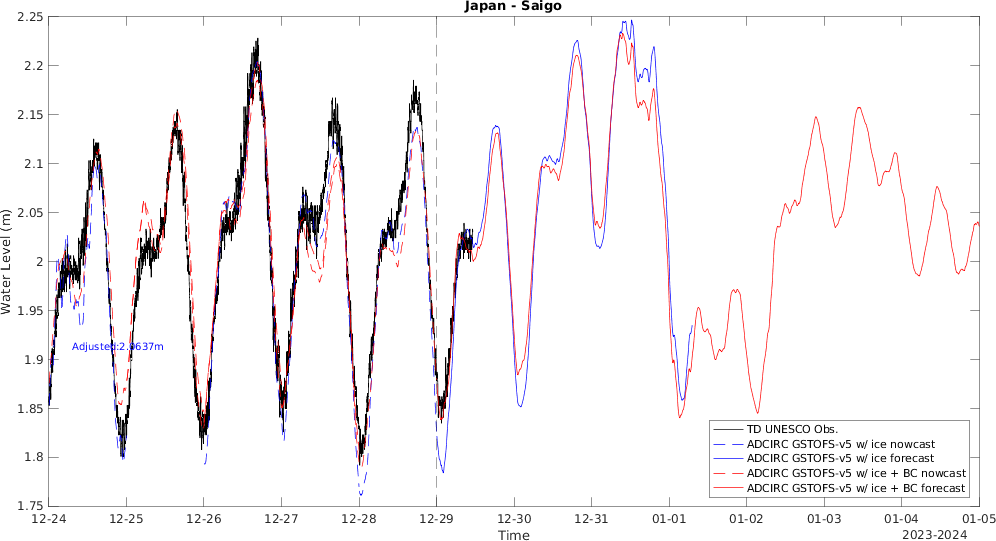 Japan - Saigo
2.25
2.2
2.15
2.1
2.05
2
1.95
1.9
1.85
1.8
1.75
Water Level (m)
Adjusted:2.0637m
TD UNESCO Obs.
ADCIRC GSTOFS-v5 w/ ice nowcast
ADCIRC GSTOFS-v5 w/ ice forecast
ADCIRC GSTOFS-v5 w/ ice + BC nowcast
ADCIRC GSTOFS-v5 w/ ice + BC forecast
12-24 12-25 12-26 12-27 12-28 12-29 12-30 12-31 01-01 01-02 01-03 01-04 01-05
Time
2023-2024